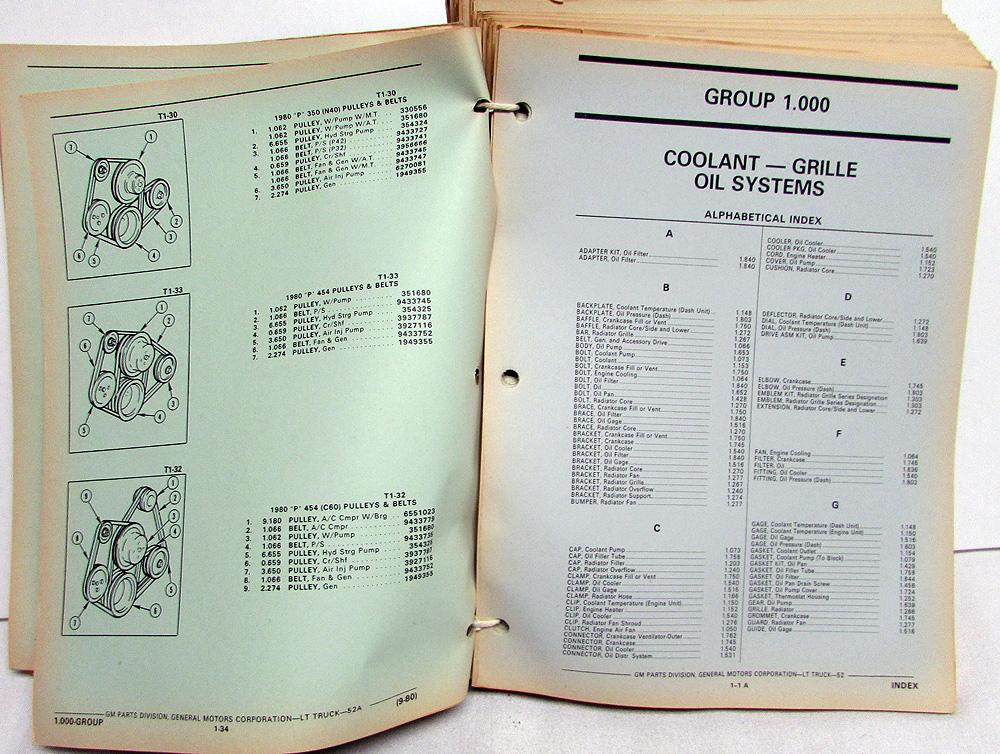 T1-30
T1-30
1980 "P" 350 (N40) PULLEYS & BELTS
1. 1.062 PULLEY, W/Pump W/M.T. 330556
1.062 PULLEY, W/Pump W/A.T. 351680
2. 6.655 PULLEY, Hyd Strg Pump 354324
3. 1.066 BELT, P/S (P42) 9433727
1.066 BELT, P/S (P32) 9433741
4. 0.659 PULLEY, Cr/Shf 3956666
5. 1.066 BELT, Fan & Gen W/A.T. 9433745
1.066 BELT, Fan & Gen W/M.T. 9433747
6. 3.650 PULLEY, Air Inj Pump 6270081
7. 2.274 PULLEY, Gen 1949355
T1-33
T1-33
1980 "P" 454 PULLEYS & BELTS
1. 1.062 PULLEY, W/Pump 351680
2. 1.066 BELT, P/S 9433745
3. 6.655 PULLEY, Hyd Strg Pump 354325
4. 0.659 PULLEY, Cr/Shf 3937787
5. 3.650 PULLEY, Air Inj Pump 3927116
6. 1.066 BELT, Fan & Gen 9433752
7. 2.274 PULLEY, Gen 1949355
T1-32
T1-32
1980 "P" 454 (C60) PULLEYS & BELTS
1. 9.180 PULLEY, A/C Cmpr W/Brg 6551023
2. 1.066 BELT, A/C Cmpr 9433779
3. 1.062 PULLEY, W/Pump 351680
4. 1.066 BELT, P/S 9433736
5. 6.655 PULLEY, Hyd Strg Pump 354325
6. 0.659 PULLEY, Cr/Shf 3937787
7. 3.650 PULLEY, Air Inj Pump 3927116
8. 1.066 BELT, Fan & Gen 9433752
9. 2.274 PULLEY, Gen 1949355
GM PARTS DIVISION, GENERAL MOTORS CORPORATION—LT TRUCK—52A (9-80)
1.000-GROUP
1-34
GROUP 1.000
COOLANT — GRILLE
OIL SYSTEMS
ALPHABETICAL INDEX
A
ADAPTER KIT, Oil Filter 1.840
ADAPTER, Oil Filter 1.840
B
BACKPLATE, Coolant Temperature (Dash Unit) 1.148
BACKPLATE, Oil Pressure (Dash) 1.803
BAFFLE, Crankcase Fill or Vent 1.750
BAFFLE, Radiator Core/Side and Lower 1.272
BAR, Radiator Grille 1.267
BELT, Gen. and Accessory Drive 1.066
BODY, Oil Pump 1.653
BOLT, Coolant Pump 1.073
BOLT, Coolant 1.153
BOLT, Crankcase Fill or Vent 1.750
BOLT, Engine Cooling 1.064
BOLT, Oil Filter 1.840
BOLT, Oil 1.652
BOLT, Oil Pan 1.428
BOLT, Radiator Core 1.270
BRACE, Crankcase Fill or Vent 1.750
BRACE, Oil Filter 1.840
BRACE, Oil Gage 1.516
BRACE, Radiator Core 1.270
BRACKET, Crankcase Fill or Vent 1.750
BRACKET, Crankcase 1.745
BRACKET, Oil Cooler 1.540
BRACKET, Oil Filter 1.840
BRACKET, Oil Gage 1.516
BRACKET, Radiator Core 1.270
BRACKET, Radiator Fan 1.277
BRACKET, Radiator Grille 1.267
BRACKET, Radiator Overflow 1.240
BRACKET, Radiator Support 1.274
BUMPER, Radiator Fan 1.277
C
CAP, Coolant Pump 1.073
CAP, Oil Filler Tube 1.758
CAP, Radiator Filler 1.203
CAP, Radiator Overflow 1.240
CLAMP, Crankcase Fill or Vent 1.750
CLAMP, Oil Cooler 1.540
CLAMP, Oil Gage 1.516
CLAMP, Radiator Hose 1.166
CLIP, Coolant Temperature (Engine Unit) 1.150
CLIP, Engine Heater 1.152
CLIP, Oil Cooler 1.540
CLIP, Radiator Fan Shroud 1.276
CLUTCH, Engine Air Fan 1.050
CONNECTOR, Crankcase Ventilator-Outer 1.762
CONNECTOR, Crankcase 1.745
CONNECTOR, Oil Cooler 1.540
CONNECTOR, Oil Distr. System 1.531
COOLER, Oil Cooler 1.540
COOLER PKG, Oil Cooler 1.540
CORD, Engine Heater 1.152
COVER, Oil Pump 1.723
CUSHION, Radiator Core 1.270
D
DEFLECTOR, Radiator Core/Side and Lower 1.272
DIAL, Coolant Temperature (Dash Unit) 1.148
DIAL, Oil Pressure (Dash) 1.803
DRIVE ASM KIT, Oil Pump 1.639
E
ELBOW, Crankcase 1.745
ELBOW, Oil Pressure (Dash) 1.803
EMBLEM KIT, Radiator Grille Series Designation 1.303
EMBLEM, Radiator Grille Series Designation 1.303
EXTENSION, Radiator Core/Side and Lower 1.272
F
FAN, Engine Cooling 1.064
FILTER, Crankcase 1.745
FILTER, Oil 1.836
FITTING, Oil Cooler 1.540
FITTING, Oil Pressure (Dash) 1.803
G
GAGE, Coolant Temperature (Dash Unit) 1.148
GAGE, Coolant Temperature (Engine Unit) 1.150
GAGE, Oil Gage 1.516
GAGE, Oil Pressure (Dash) 1.803
GASKET, Coolant Outlet 1.154
GASKET, Coolant Pump (To Block) 1.079
GASKET KIT, Oil Pan 1.429
GASKET, Oil Filler Tube 1.758
GASKET, Oil Filter 1.844
GASKET, Oil Pan Drain Screw 1.456
GASKET, Oil Pump Cover 1.724
GASKET, Thermostat Housing 1.252
GEAR, Oil Pump 1.639
GRILLE, Radiator 1.266
GROMMET, Crankcase 1.745
GUARD, Radiator Fan 1.277
GUIDE, Oil Gage 1.516
GM PARTS DIVISION, GENERAL MOTORS CORPORATION—LT TRUCK—52
1-1 A
INDEX